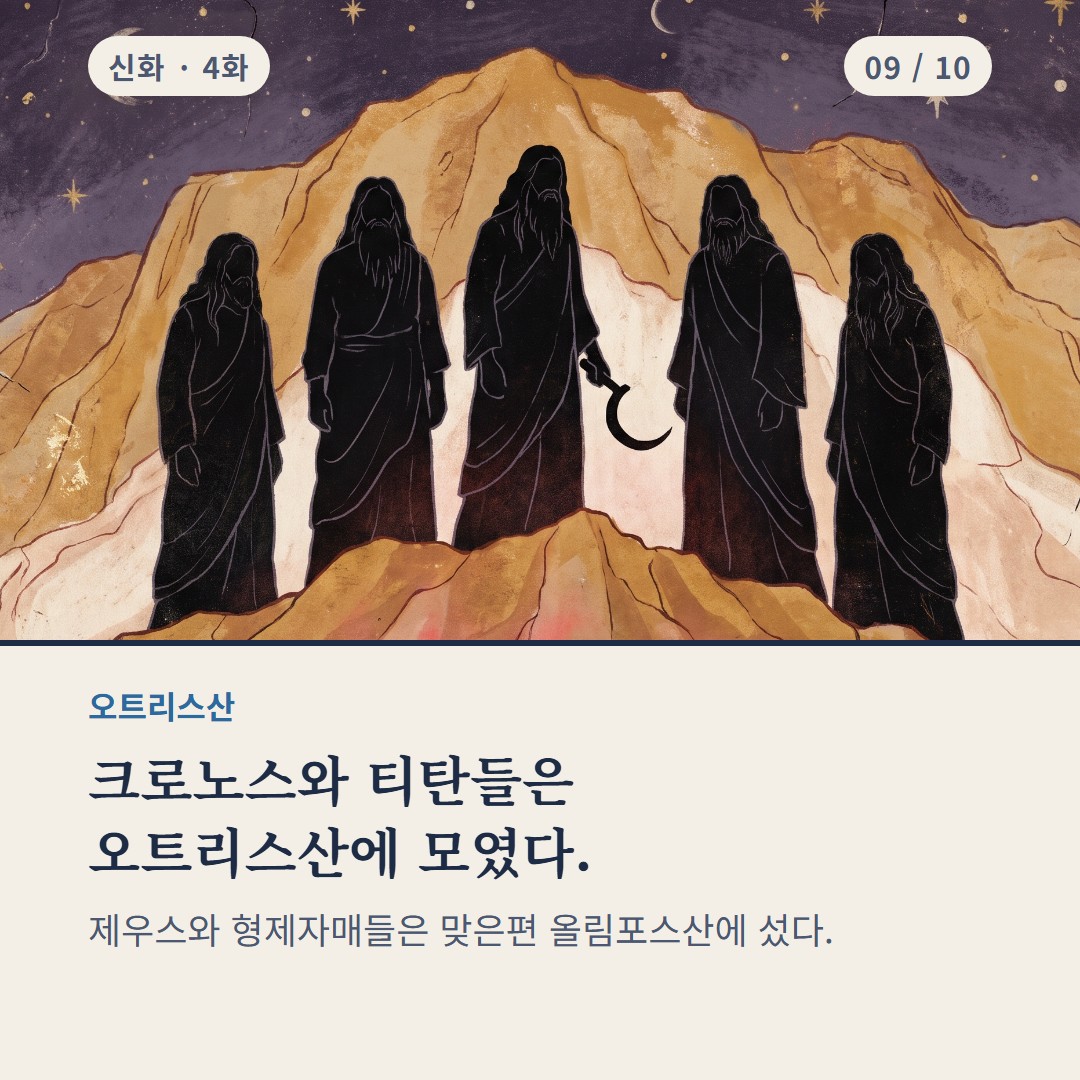 신화 · 4화
09 / 10
오트리스산
크로노스와 티탄들은
오트리스산에 모였다.
제우스와 형제자매들은 맞은편 올림포스산에 섰다.